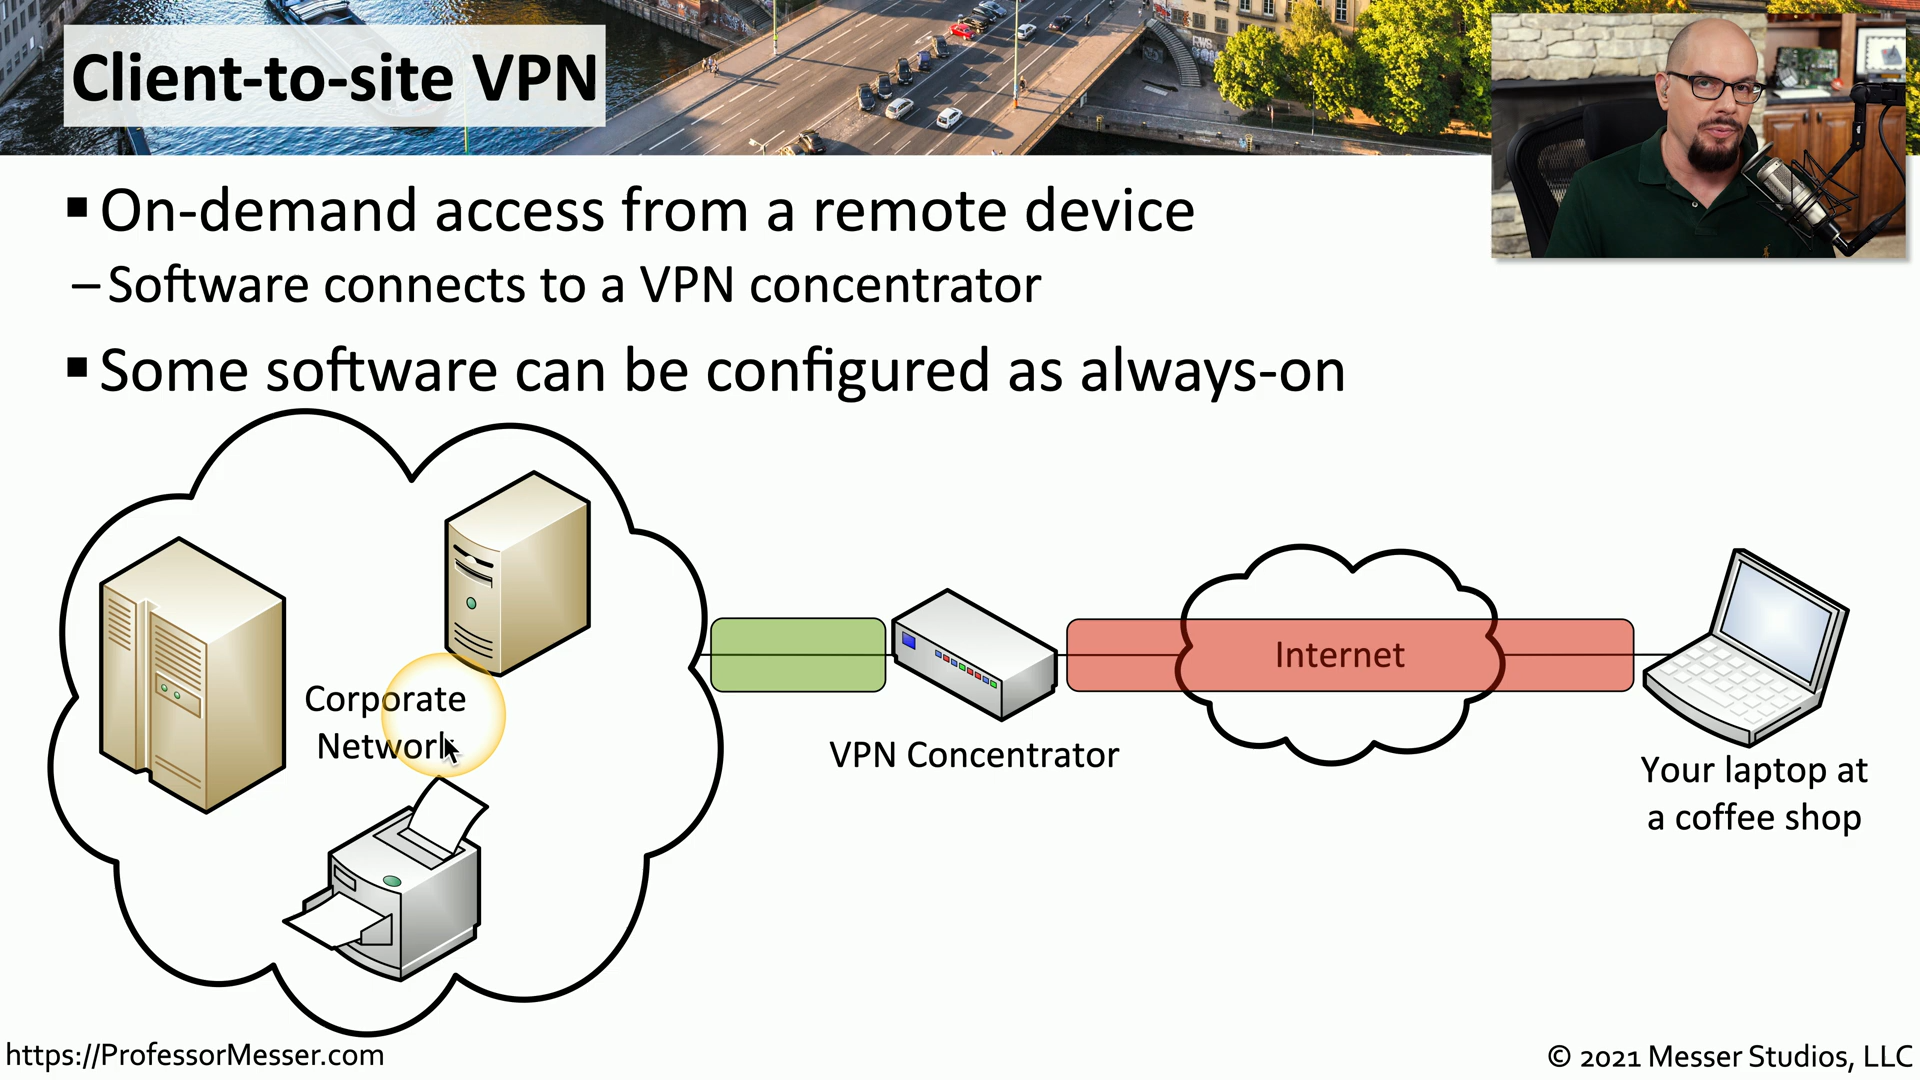 Client-to-site VPN
▪ On-demand access from a remote device
– Software connects to a VPN concentrator
▪ Some software can be configured as always-on
Corporate
Network
VPN Concentrator
Internet
Your laptop at
a coffee shop
https://ProfessorMesser.com
© 2021 Messer Studios, LLC